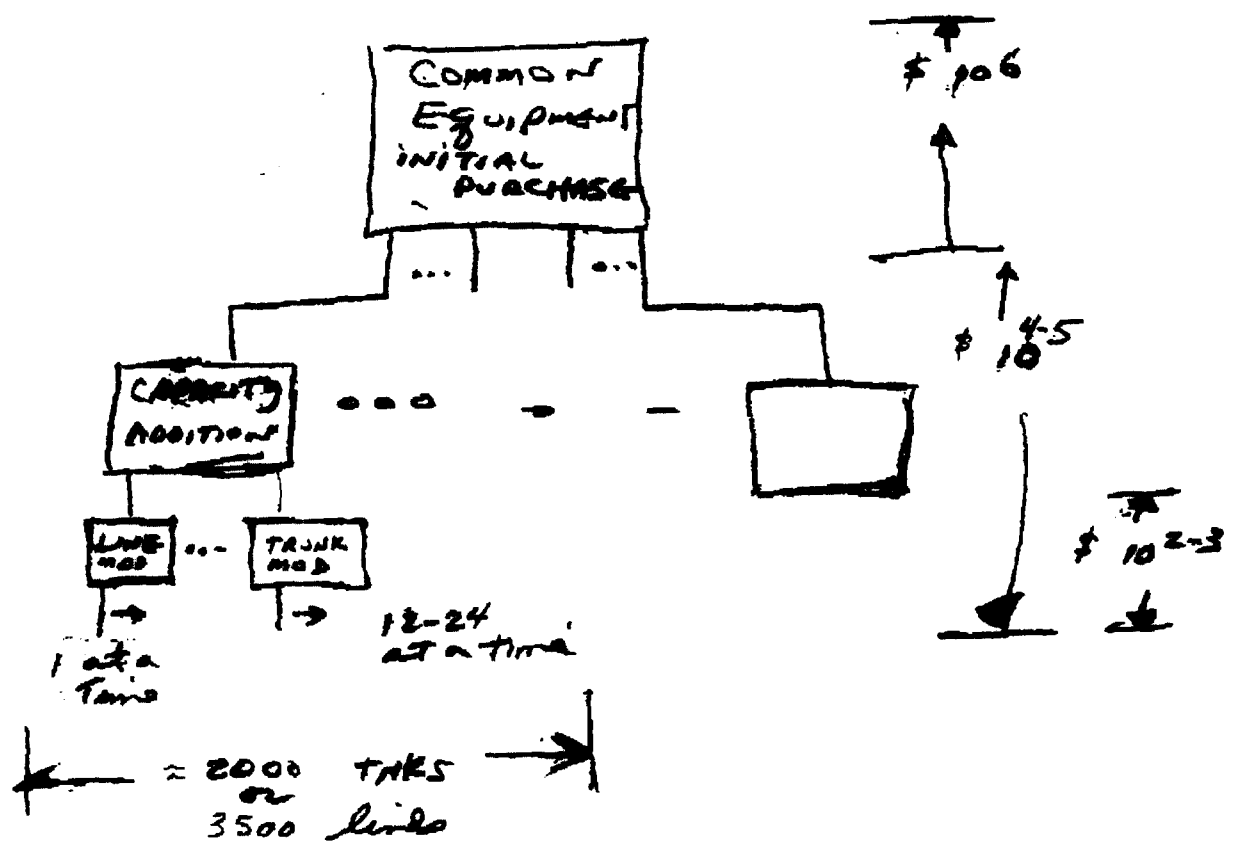 COMMON
EQUIPMENT
INITIAL
PURCHASE
$ 10 6
...
...
$ 10 4-5
CAPACITY
ADDITION
LINE
MOD
...
TRUNK
MOD
$ 10 2-3
1 at a
Time
12-24
at a time
≈ 2000 TNKS
or
3500 lines